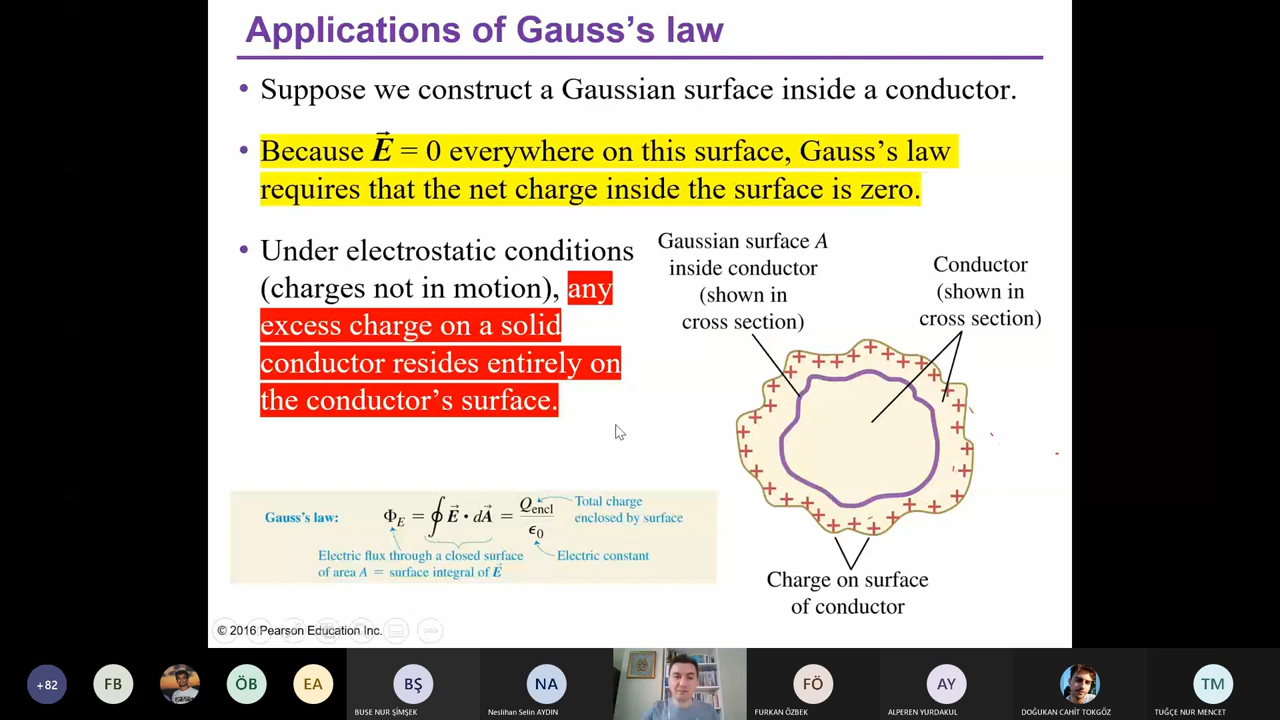 Applications of Gauss’s law
• Suppose we construct a Gaussian surface inside a conductor.
• Because E⃗ = 0 everywhere on this surface, Gauss’s law
requires that the net charge inside the surface is zero.
• Under electrostatic conditions
(charges not in motion), any
excess charge on a solid
conductor resides entirely on
the conductor’s surface.
Gaussian surface A
inside conductor
(shown in
cross section)
Conductor
(shown in
cross section)
Charge on surface
of conductor
Gauss’s law:
Φ_E = ∮ E⃗ • dA⃗ = Q_encl / ϵ₀
Total charge
enclosed by surface
Electric flux through a closed surface
of area A = surface integral of E⃗
Electric constant
© 2016 Pearson Education Inc.
+82
FB
ÖB
EA
BŞ
BUSE NUR ŞİMŞEK
NA
Neslihan Selin AYDIN
FÖ
FURKAN ÖZBEK
AY
ALPEREN YURDAKUL
DOĞUKAN CAHİT TOKGÖZ
TM
TUĞÇE NUR MENCET